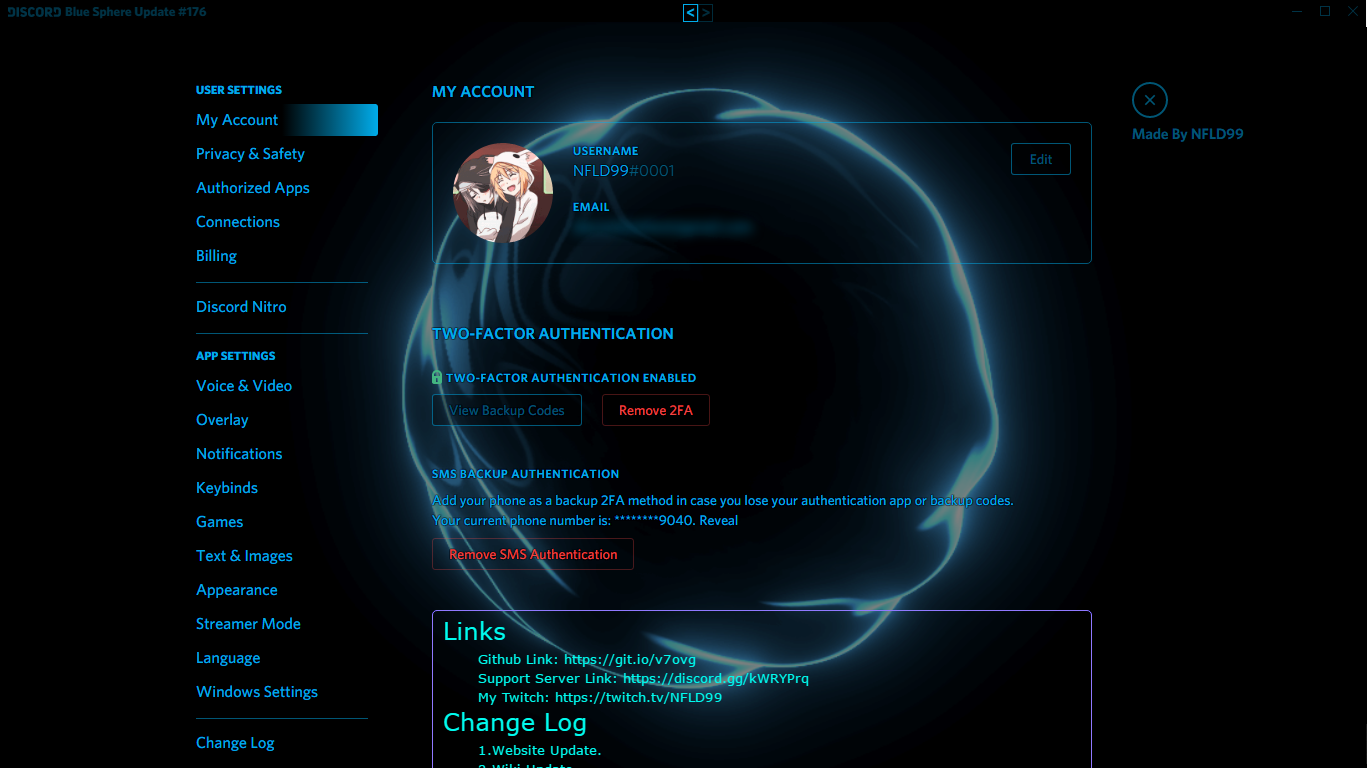 DISCORD Blue Sphere Update #176
< >
USER SETTINGS
My Account
Privacy & Safety
Authorized Apps
Connections
Billing
Discord Nitro
APP SETTINGS
Voice & Video
Overlay
Notifications
Keybinds
Games
Text & Images
Appearance
Streamer Mode
Language
Windows Settings
Change Log
MY ACCOUNT
USERNAME
NFLD99#0001
Edit
EMAIL
TWO-FACTOR AUTHENTICATION
TWO-FACTOR AUTHENTICATION ENABLED
View Backup Codes
Remove 2FA
SMS BACKUP AUTHENTICATION
Add your phone as a backup 2FA method in case you lose your authentication app or backup codes.
Your current phone number is: ********9040. Reveal
Remove SMS Authentication
Links
Github Link: https://git.io/v7ovg
Support Server Link: https://discord.gg/kWRYPrq
My Twitch: https://twitch.tv/NFLD99
Change Log
1.Website Update.
2.Wiki Update
Made By NFLD99